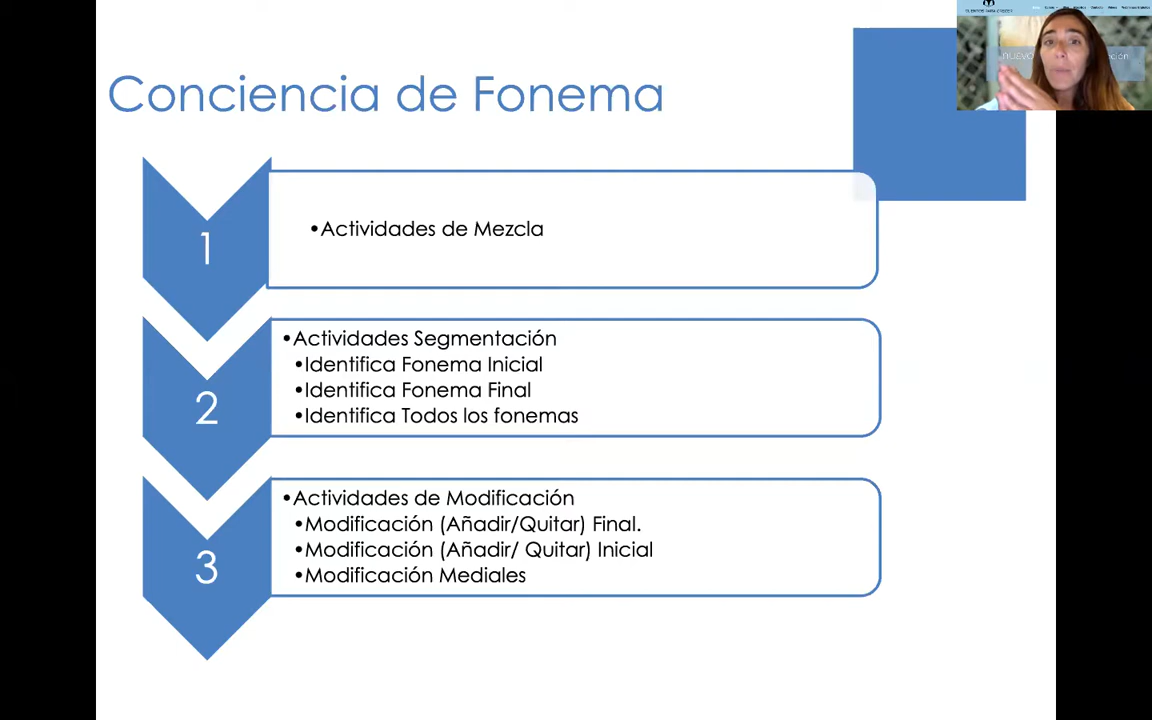 Conciencia de Fonema
1
•Actividades de Mezcla
2
•Actividades Segmentación
•Identifica Fonema Inicial
•Identifica Fonema Final
•Identifica Todos los fonemas
3
•Actividades de Modificación
•Modificación (Añadir/Quitar) Final.
•Modificación (Añadir/ Quitar) Inicial
•Modificación Mediales